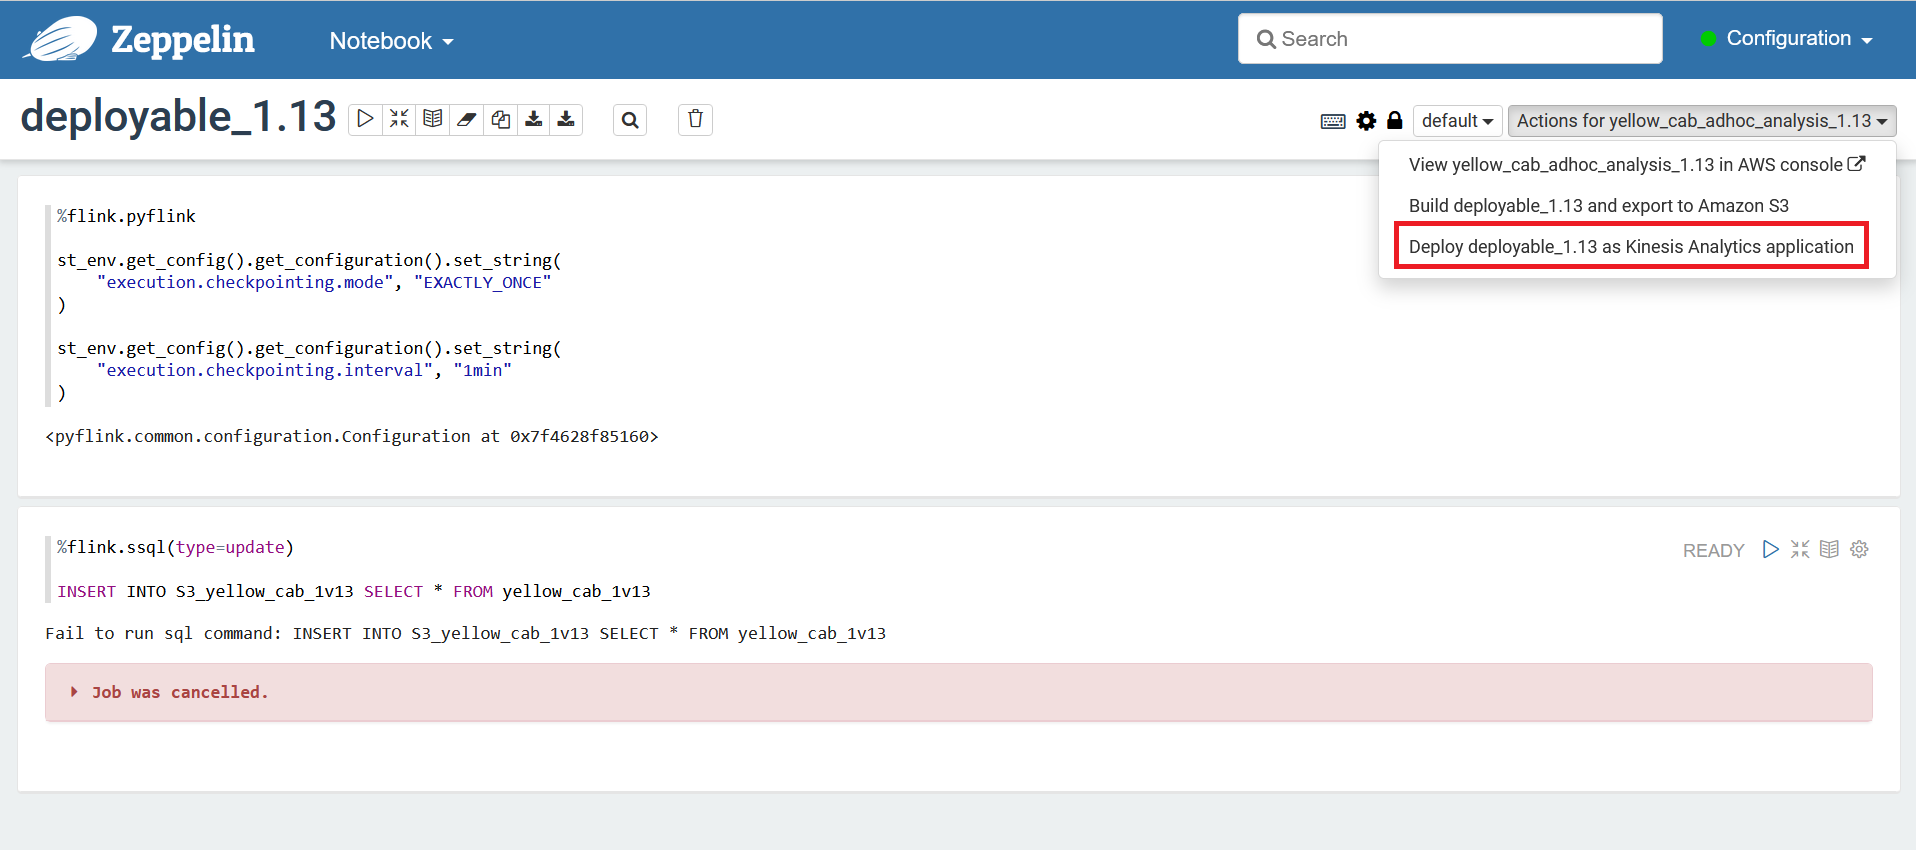 Zeppelin
Notebook
Search
Configuration
deployable_1.13
default
Actions for yellow_cab_adhoc_analysis_1.13
View yellow_cab_adhoc_analysis_1.13 in AWS console
Build deployable_1.13 and export to Amazon S3
Deploy deployable_1.13 as Kinesis Analytics application
%flink.pyflink
st_env.get_config().get_configuration().set_string(
"execution.checkpointing.mode", "EXACTLY_ONCE"
)
st_env.get_config().get_configuration().set_string(
"execution.checkpointing.interval", "1min"
)
<pyflink.common.configuration.Configuration at 0x7f4628f85160>
%flink.ssql(type=update)
READY
INSERT INTO S3_yellow_cab_1v13 SELECT * FROM yellow_cab_1v13
Fail to run sql command: INSERT INTO S3_yellow_cab_1v13 SELECT * FROM yellow_cab_1v13
Job was cancelled.